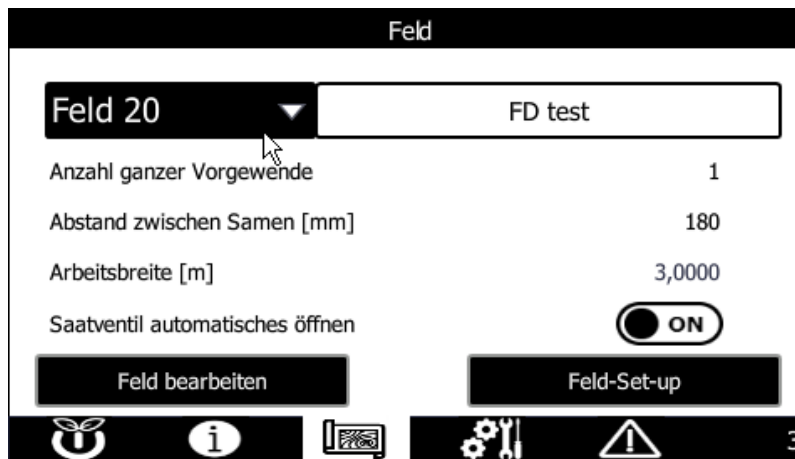 Feld
Feld 20 FD test
Anzahl ganzer Vorgewende 1
Abstand zwischen Samen [mm] 180
Arbeitsbreite [m] 3,0000
Saatventil automatisches öffnen ON
Feld bearbeiten Feld-Set-up
3